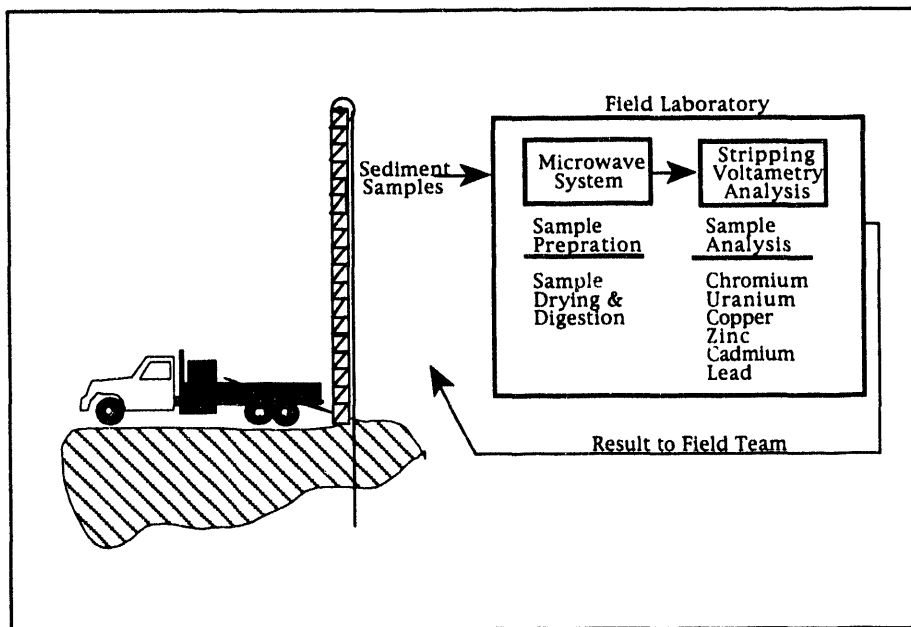 Field Laboratory
Sediment
Samples
Microwave
System
Stripping
Voltametry
Analysis
Sample
Prepration
Sample
Analysis
Sample
Drying &
Digestion
Chromium
Uranium
Copper
Zinc
Cadmium
Lead
Result to Field Team